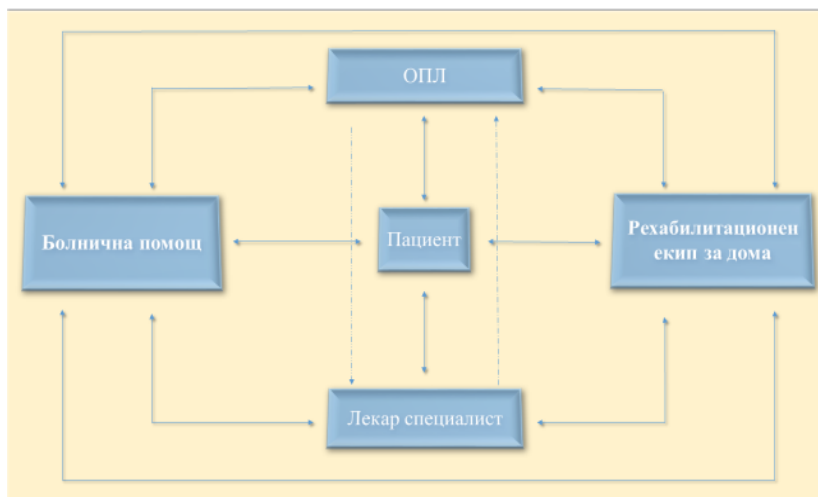 ОПЛ
Болнична помощ
Пациент
Рехабилитационен
екип за дома
Лекар специалист